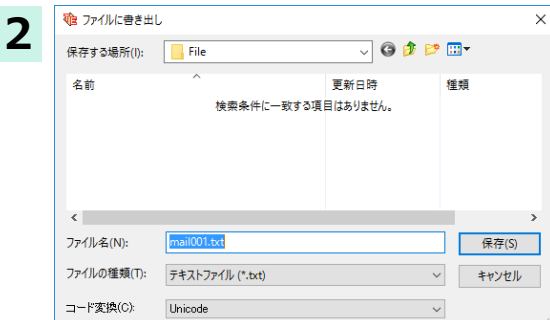 2
ファイルに書き出し
保存する場所(I): File
名前 更新日時 種類
検索条件に一致する項目はありません。
ファイル名(N): mail001.txt 保存(S)
ファイルの種類(T): テキストファイル (*.txt) キャンセル
コード変換(C): Unicode